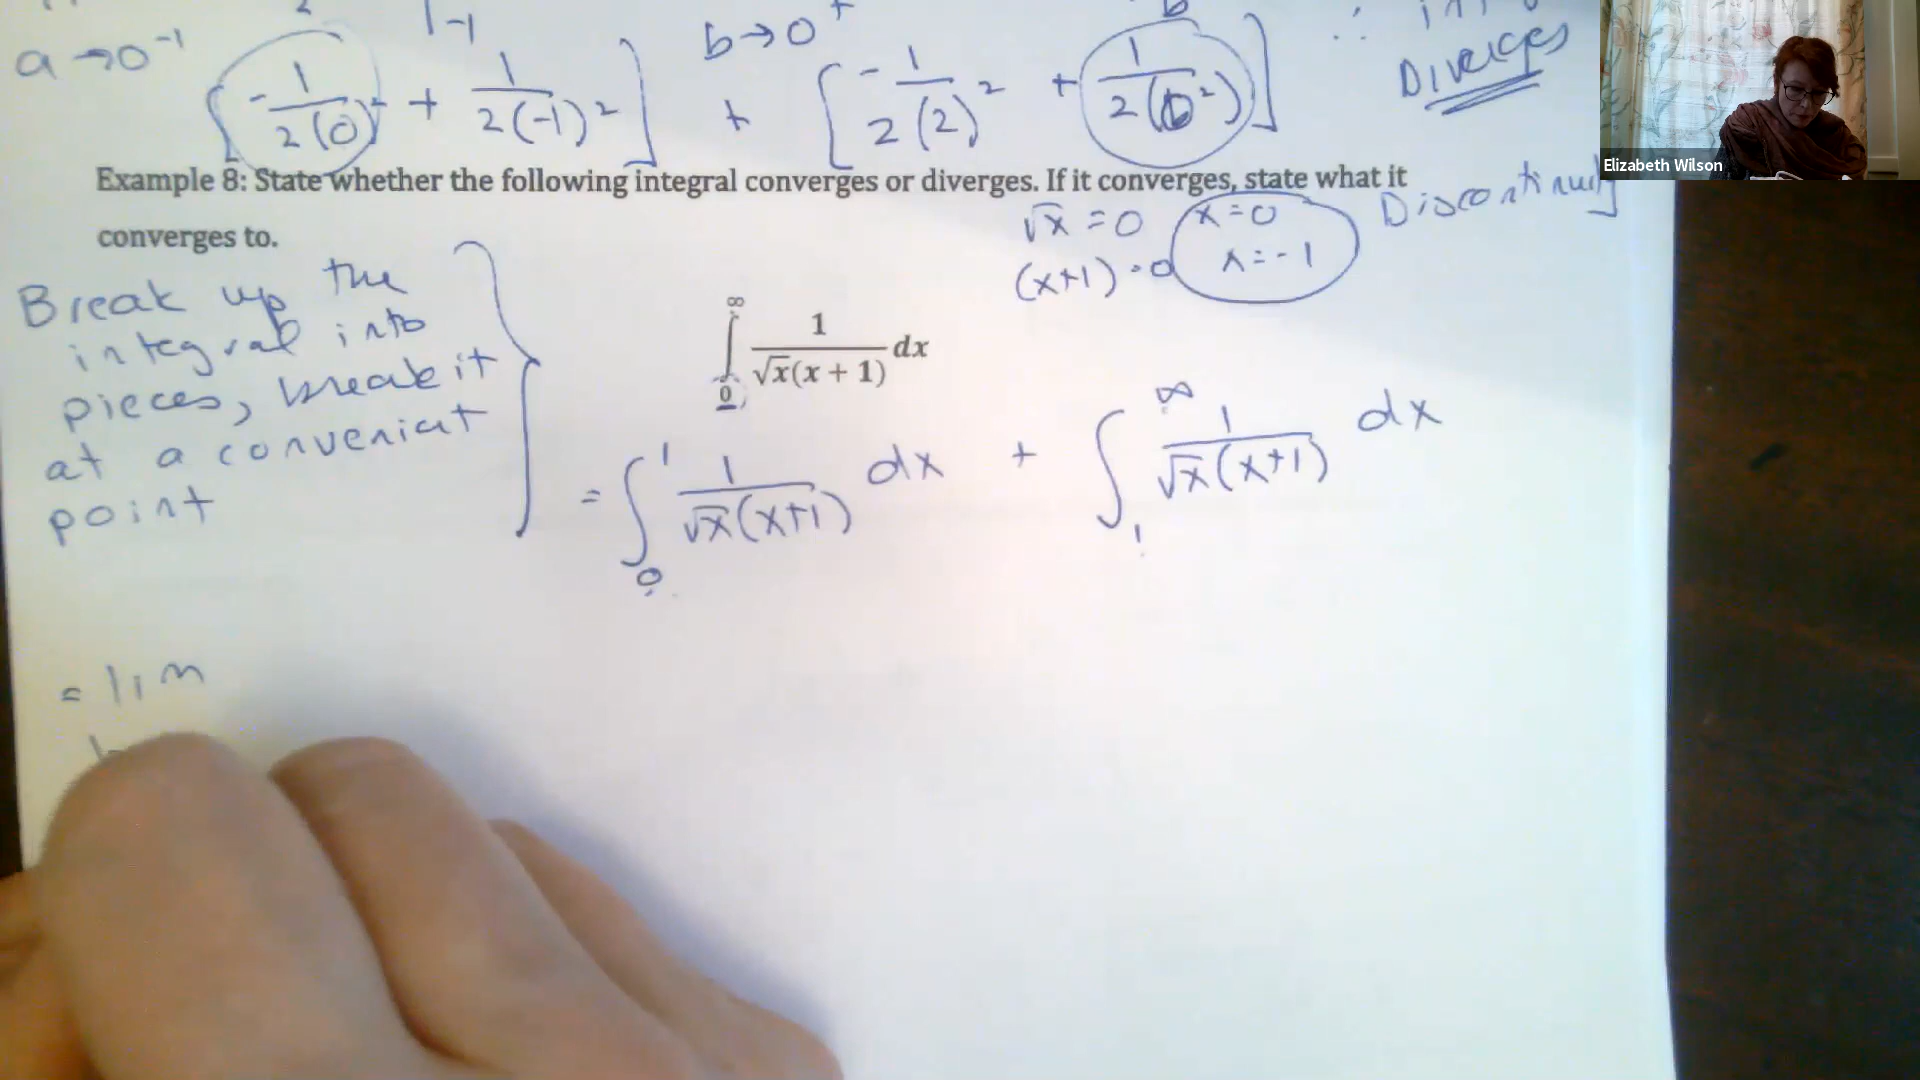 a → 0⁻¹
b → 0⁺
[-1/2(0)² + 1/2(-1)²] + [-1/2(2)² + 1/2(b²)]
Diverges
Elizabeth Wilson
Example 8: State whether the following integral converges or diverges. If it converges, state what it
converges to.
√x = 0 x = 0 Discontinuity
(x+1) = 0 x = -1
Break up the
integral into
pieces, break it
at a convenient
point
∫₀^∞ 1/(√x(x + 1)) dx
= ∫₀¹ 1/(√x(x+1)) dx + ∫₁^∞ 1/(√x(x+1)) dx
= lim